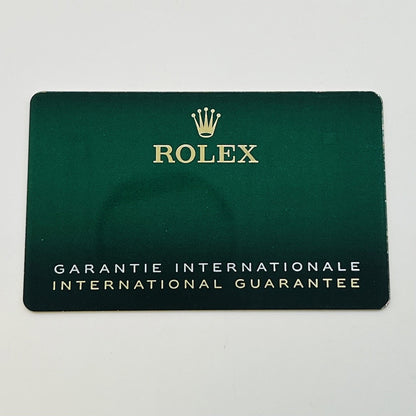 ROLEX
GARANTIE INTERNATIONALE
INTERNATIONAL GUARANTEE